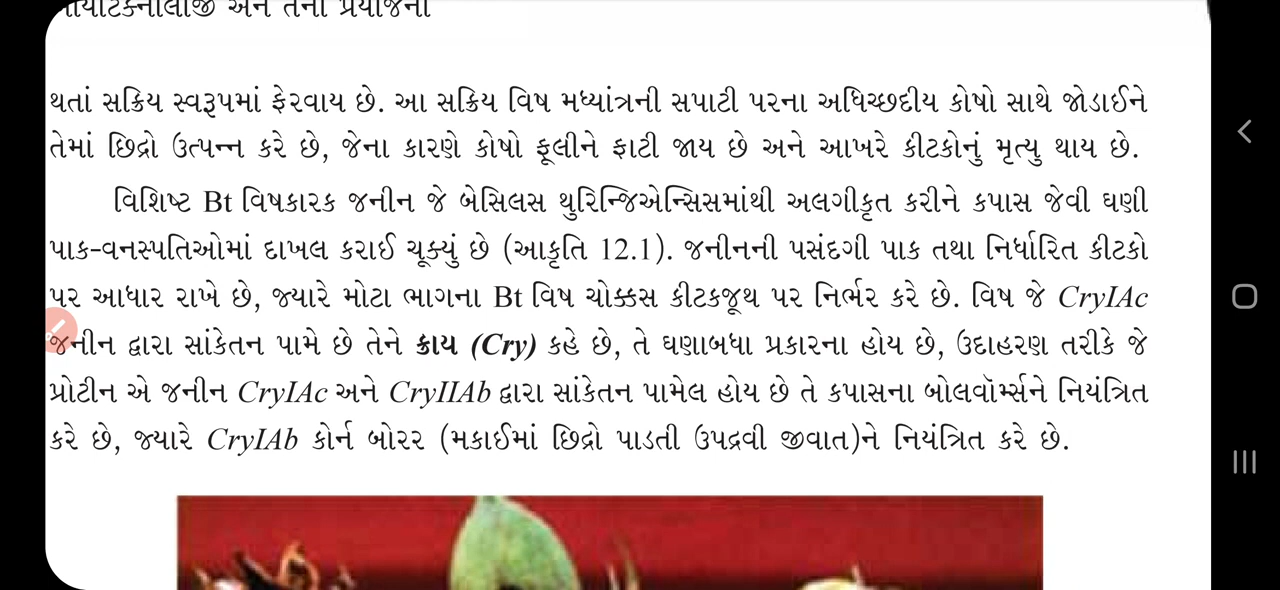 બાયોટેક્નોલોજી અને તેના પ્રયોજનો
થતાં સક્રિય સ્વરૂપમાં ફેરવાય છે. આ સક્રિય વિષ મધ્યાંત્રની સપાટી પરના અધિચ્છદીય કોષો સાથે જોડાઈને
તેમાં છિદ્રો ઉત્પન્ન કરે છે, જેના કારણે કોષો ફૂલીને ફાટી જાય છે અને આખરે કીટકોનું મૃત્યુ થાય છે.
વિશિષ્ટ Bt વિષકારક જનીન જે બેસિલસ થુરિન્જિએન્સિસમાંથી અલગીકૃત કરીને કપાસ જેવી ઘણી
પાક-વનસ્પતિઓમાં દાખલ કરાઈ ચૂક્યું છે (આકૃતિ 12.1). જનીનની પસંદગી પાક તથા નિર્ધારિત કીટકો
પર આધાર રાખે છે, જ્યારે મોટા ભાગના Bt વિષ ચોક્કસ કીટકજૂથ પર નિર્ભર કરે છે. વિષ જે CryIAc
જનીન દ્વારા સાંકેતન પામે છે તેને ક્રાય (Cry) કહે છે, તે ઘણાબધા પ્રકારના હોય છે, ઉદાહરણ તરીકે જે
પ્રોટીન એ જનીન CryIAc અને CryIIAb દ્વારા સાંકેતન પામેલ હોય છે તે કપાસના બોલવૉર્મ્સને નિયંત્રિત
કરે છે, જ્યારે CryIAb કોર્ન બોરર (મકાઈમાં છિદ્રો પાડતી ઉપદ્રવી જીવાત)ને નિયંત્રિત કરે છે.